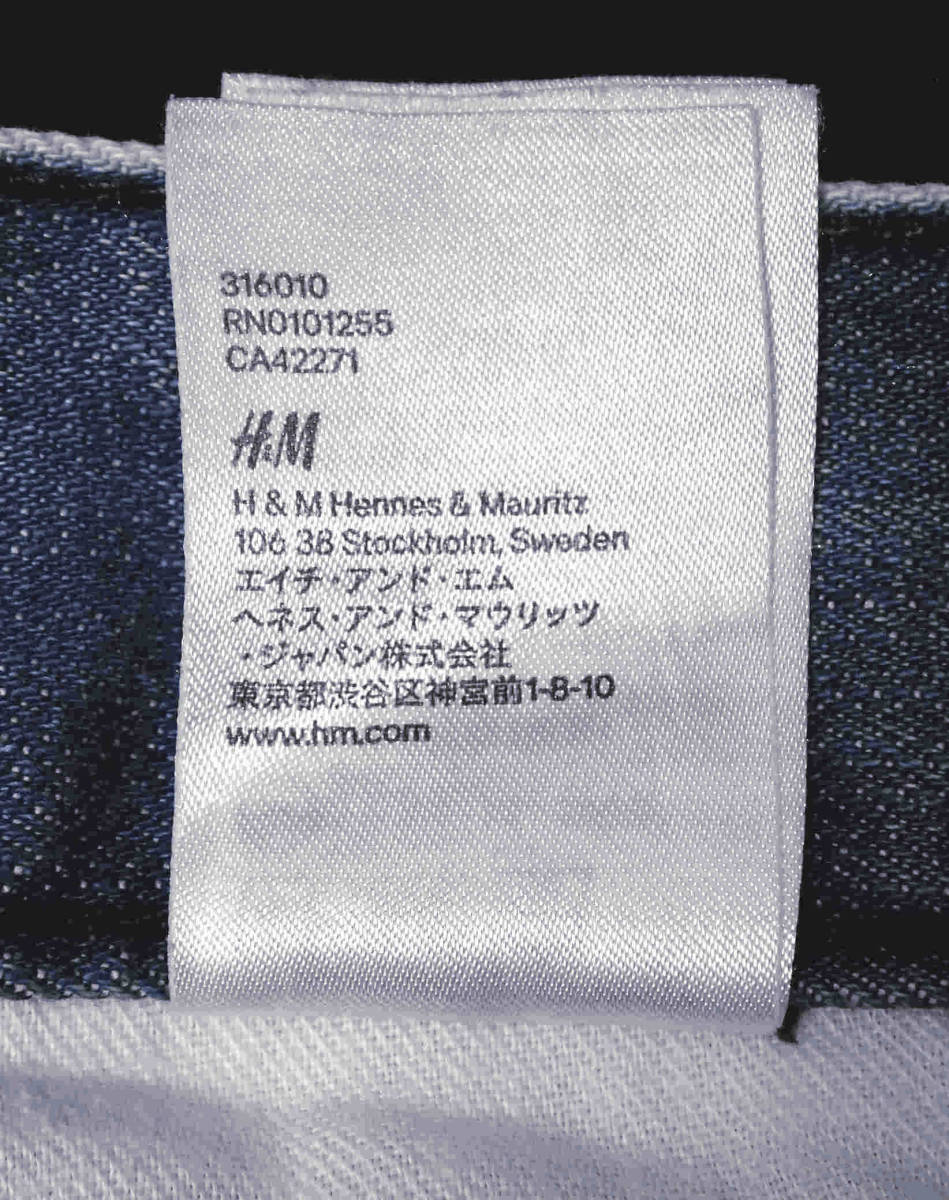 316010
RN0101255
CA42271
H&M
H & M Hennes & Mauritz
106 38 Stockholm, Sweden
エイチ・アンド・エム
ヘネス・アンド・マウリッツ
・ジャパン株式会社
東京都渋谷区神宮前1-8-10
www.hm.com